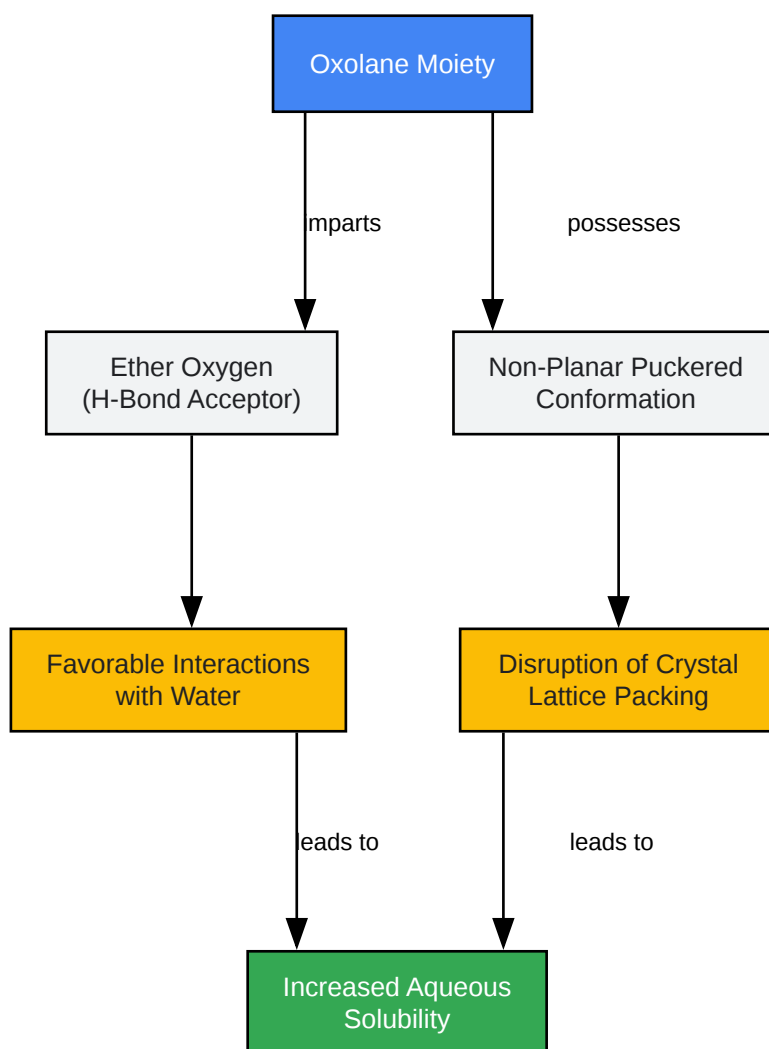 Oxolane Moiety
imparts
possesses
Ether Oxygen
(H-Bond Acceptor)
Non-Planar Puckered
Conformation
Favorable Interactions
with Water
Disruption of Crystal
Lattice Packing
leads to
leads to
Increased Aqueous
Solubility